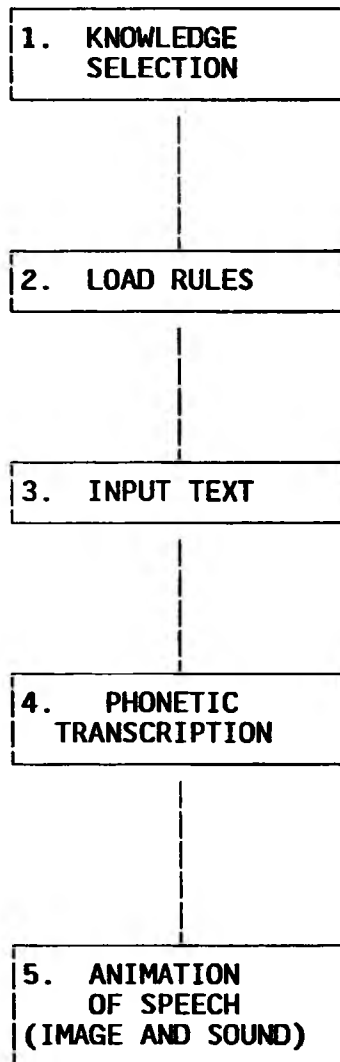 1. KNOWLEDGE
SELECTION
2. LOAD RULES
3. INPUT TEXT
4. PHONETIC
TRANSCRIPTION
5. ANIMATION
OF SPEECH
(IMAGE AND SOUND)